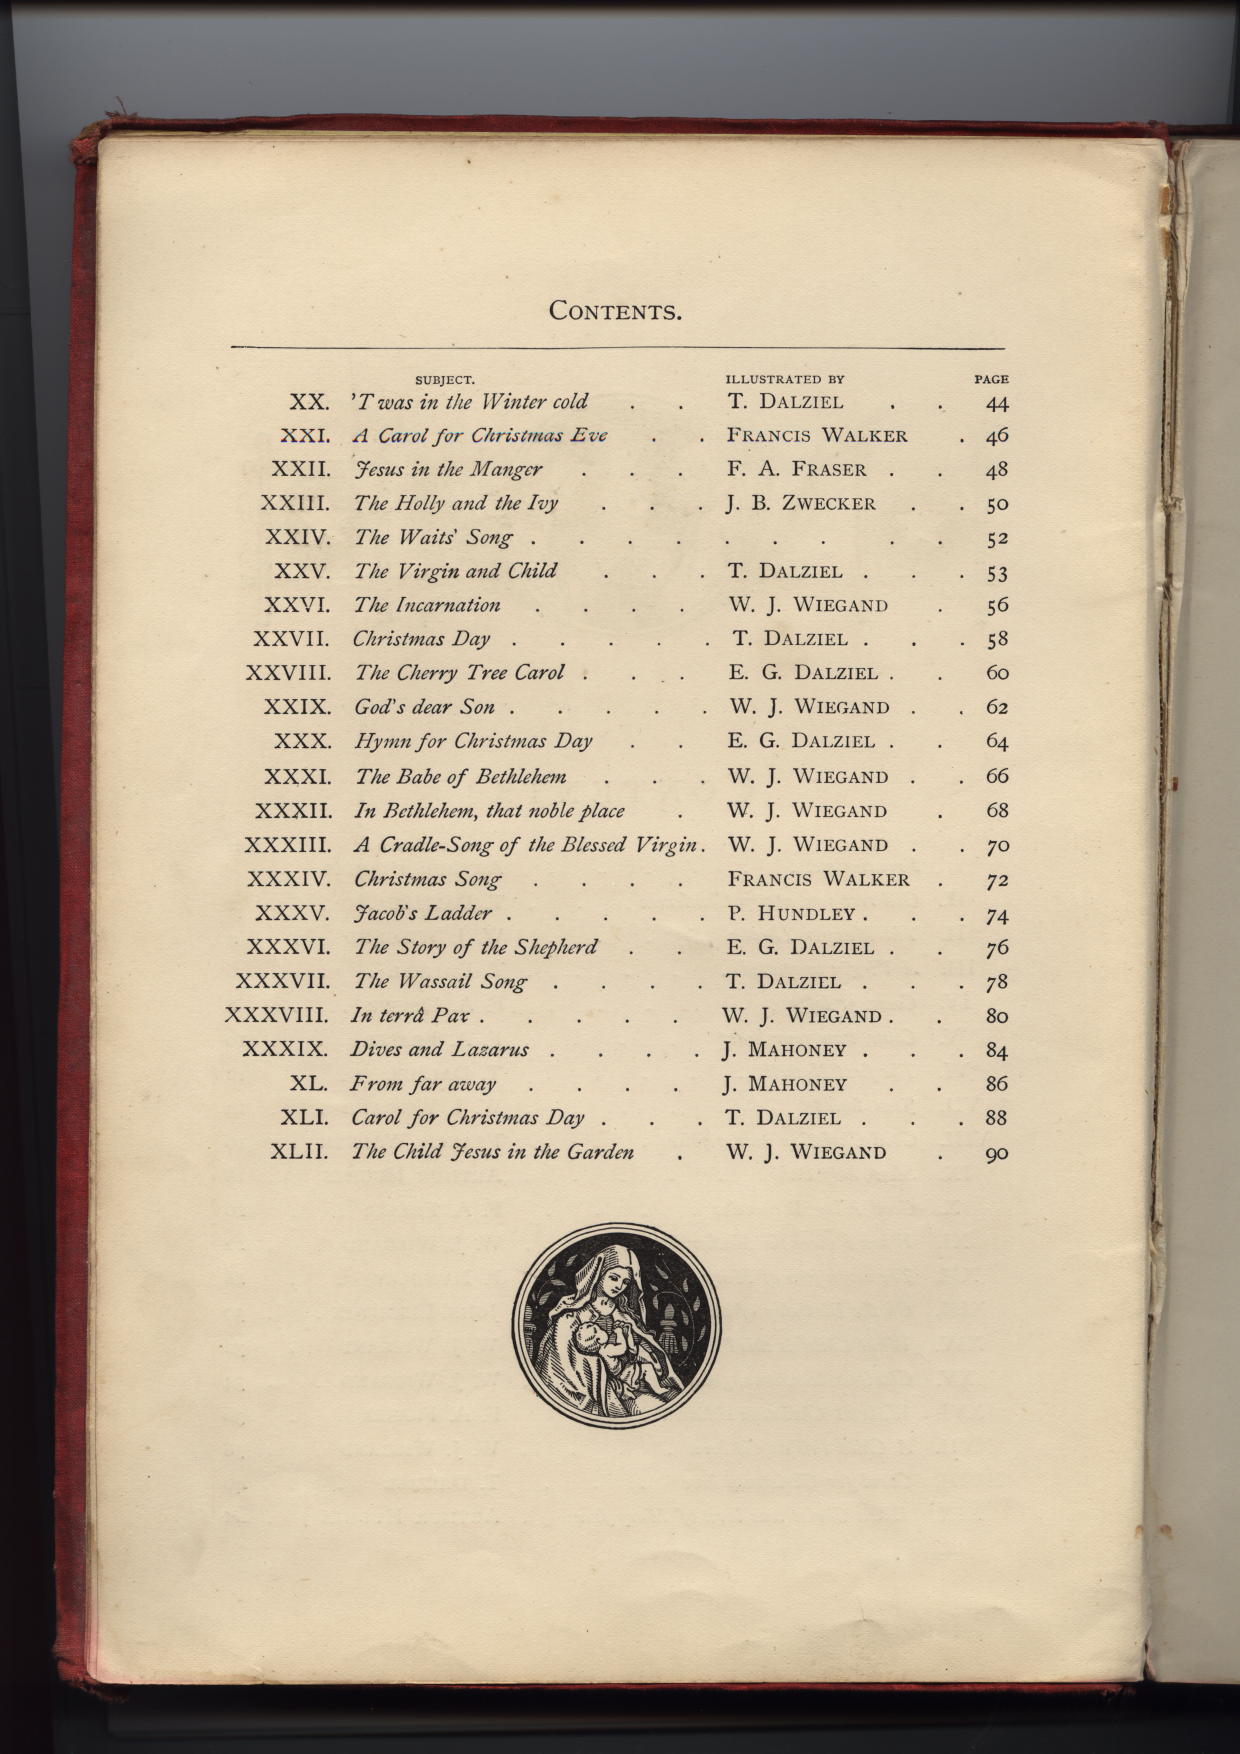 CONTENTS.
SUBJECT. ILLUSTRATED BY PAGE
XX. 'T was in the Winter cold . . T. DALZIEL . . 44
XXI. A Carol for Christmas Eve . . FRANCIS WALKER . 46
XXII. Jesus in the Manger . . . F. A. FRASER . . 48
XXIII. The Holly and the Ivy . . . J. B. ZWECKER . . 50
XXIV. The Waits' Song . . . . . . . . . 52
XXV. The Virgin and Child . . . T. DALZIEL . . . 53
XXVI. The Incarnation . . . . W. J. WIEGAND . 56
XXVII. Christmas Day . . . . . T. DALZIEL . . . 58
XXVIII. The Cherry Tree Carol . . . E. G. DALZIEL . . 60
XXIX. God's dear Son . . . . . W. J. WIEGAND . . 62
XXX. Hymn for Christmas Day . . E. G. DALZIEL . . 64
XXXI. The Babe of Bethlehem . . . W. J. WIEGAND . . 66
XXXII. In Bethlehem, that noble place . W. J. WIEGAND . 68
XXXIII. A Cradle-Song of the Blessed Virgin. W. J. WIEGAND . . 70
XXXIV. Christmas Song . . . . FRANCIS WALKER . 72
XXXV. Jacob's Ladder . . . . . P. HUNDLEY . . . 74
XXXVI. The Story of the Shepherd . . E. G. DALZIEL . . 76
XXXVII. The Wassail Song . . . . T. DALZIEL . . . 78
XXXVIII. In terrâ Pax . . . . . W. J. WIEGAND . . 80
XXXIX. Dives and Lazarus . . . . J. MAHONEY . . . 84
XL. From far away . . . . J. MAHONEY . . 86
XLI. Carol for Christmas Day . . . T. DALZIEL . . . 88
XLII. The Child Jesus in the Garden . W. J. WIEGAND . 90